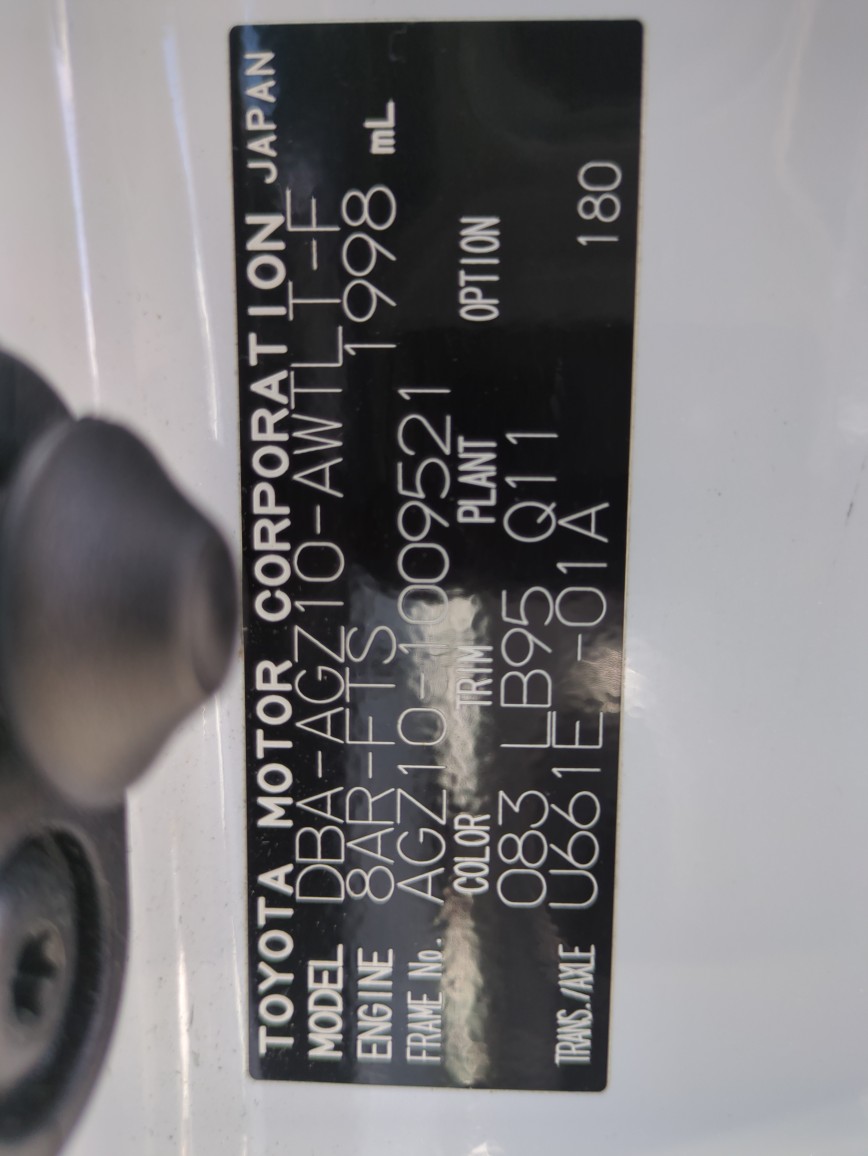 TOYOTA MOTOR CORPORATION JAPAN
MODEL DBA-AGZ10-AWTLT-F
ENGINE 8AR-FTS 1998 mL
FRAME No. AGZ10-1009521
COLOR TRIM PLANT OPTION
083 LB95 Q11
TRANS./AXLE U661E -01A 180